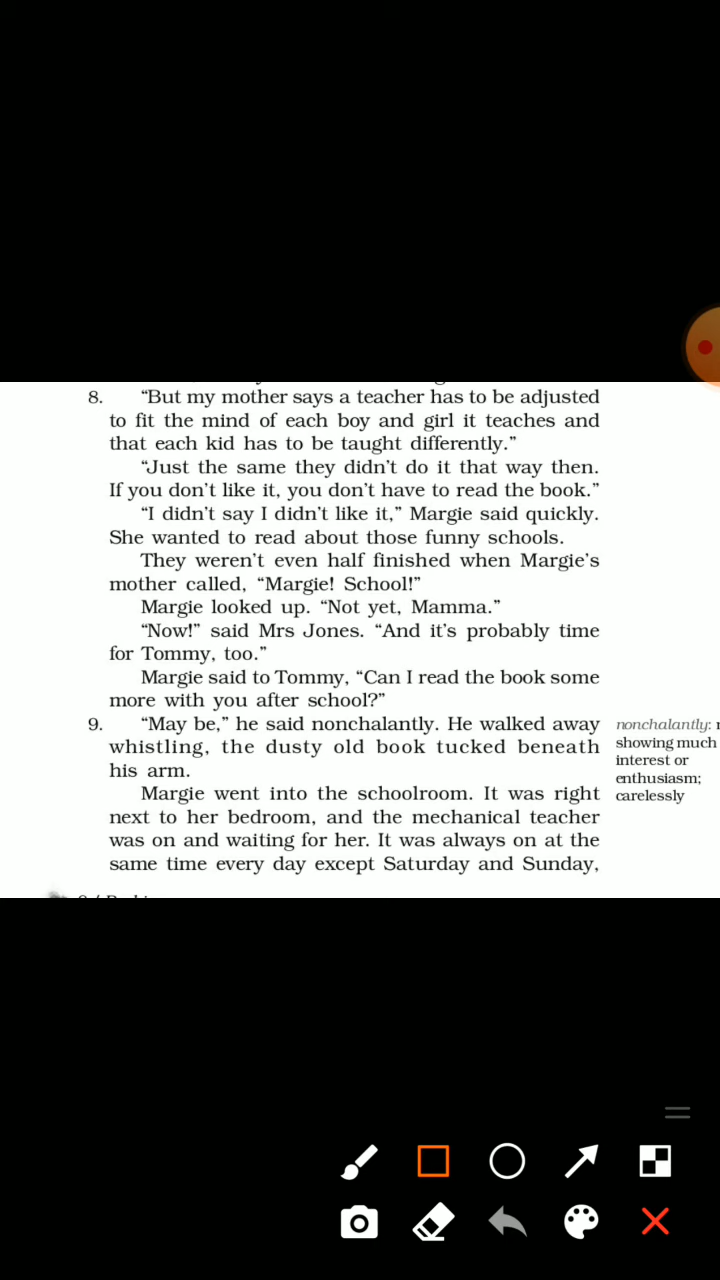 8. “But my mother says a teacher has to be adjusted
to fit the mind of each boy and girl it teaches and
that each kid has to be taught differently.”
“Just the same they didn’t do it that way then.
If you don’t like it, you don’t have to read the book.”
“I didn’t say I didn’t like it,” Margie said quickly.
She wanted to read about those funny schools.
They weren’t even half finished when Margie’s
mother called, “Margie! School!”
Margie looked up. “Not yet, Mamma.”
“Now!” said Mrs Jones. “And it’s probably time
for Tommy, too.”
Margie said to Tommy, “Can I read the book some
more with you after school?”
9. “May be,” he said nonchalantly. He walked away
whistling, the dusty old book tucked beneath
his arm.
Margie went into the schoolroom. It was right
next to her bedroom, and the mechanical teacher
was on and waiting for her. It was always on at the
same time every day except Saturday and Sunday,
nonchalantly:
showing much
interest or
enthusiasm;
carelessly